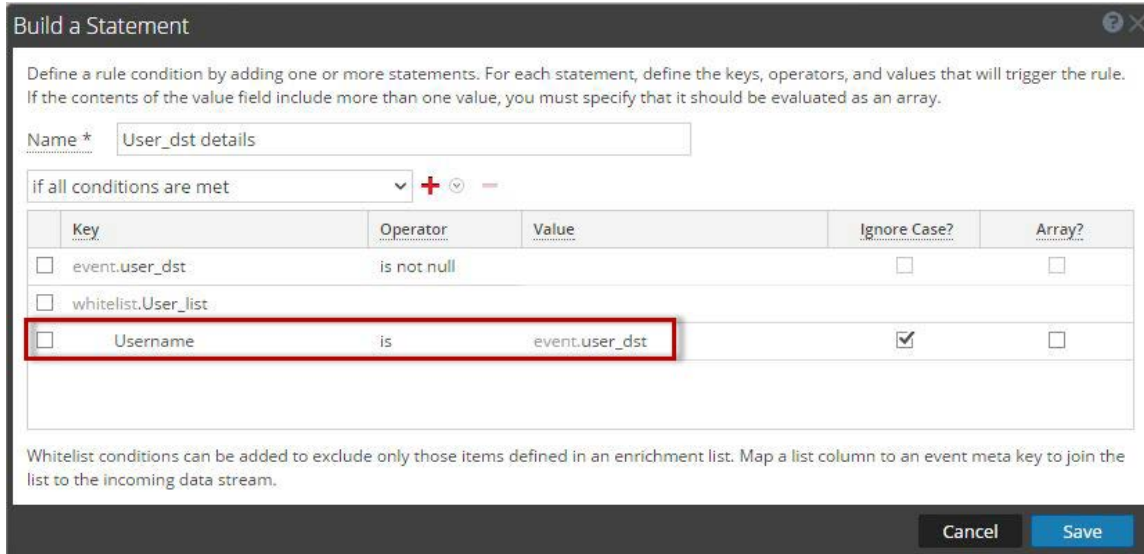 Build a Statement
Define a rule condition by adding one or more statements. For each statement, define the keys, operators, and values that will trigger the rule.
If the contents of the value field include more than one value, you must specify that it should be evaluated as an array.
Name * User_dst details
if all conditions are met
Key Operator Value Ignore Case? Array?
event.user_dst is not null
whitelist.User_list
Username is event.user_dst
Whitelist conditions can be added to exclude only those items defined in an enrichment list. Map a list column to an event meta key to join the
list to the incoming data stream.
Cancel Save